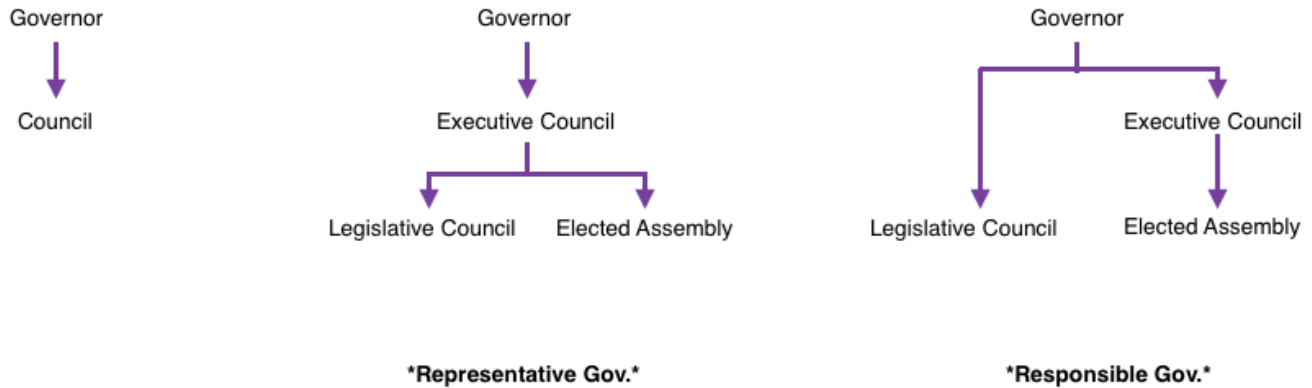 Governor
Council
Governor
Executive Council
Legislative Council
Elected Assembly
*Representative Gov.*
Governor
Executive Council
Legislative Council
Elected Assembly
*Responsible Gov.*